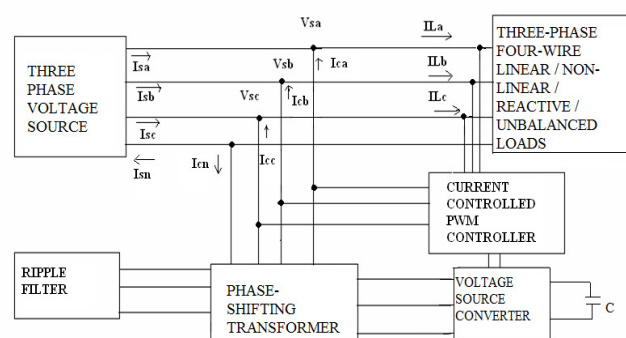 Vsa
ILa
THREE-PHASE
FOUR-WIRE
LINEAR / NON-
LINEAR /
REACTIVE /
UNBALANCED
LOADS
THREE
PHASE
VOLTAGE
SOURCE
Isa
Vsb
Ica
ILb
Isb
Vsc
Icb
ILc
Isc
Isn
Icn
Icc
CURRENT
CONTROLLED
PWM
CONTROLLER
RIPPLE
FILTER
PHASE-
SHIFTING
TRANSFORMER
VOLTAGE
SOURCE
CONVERTER
C